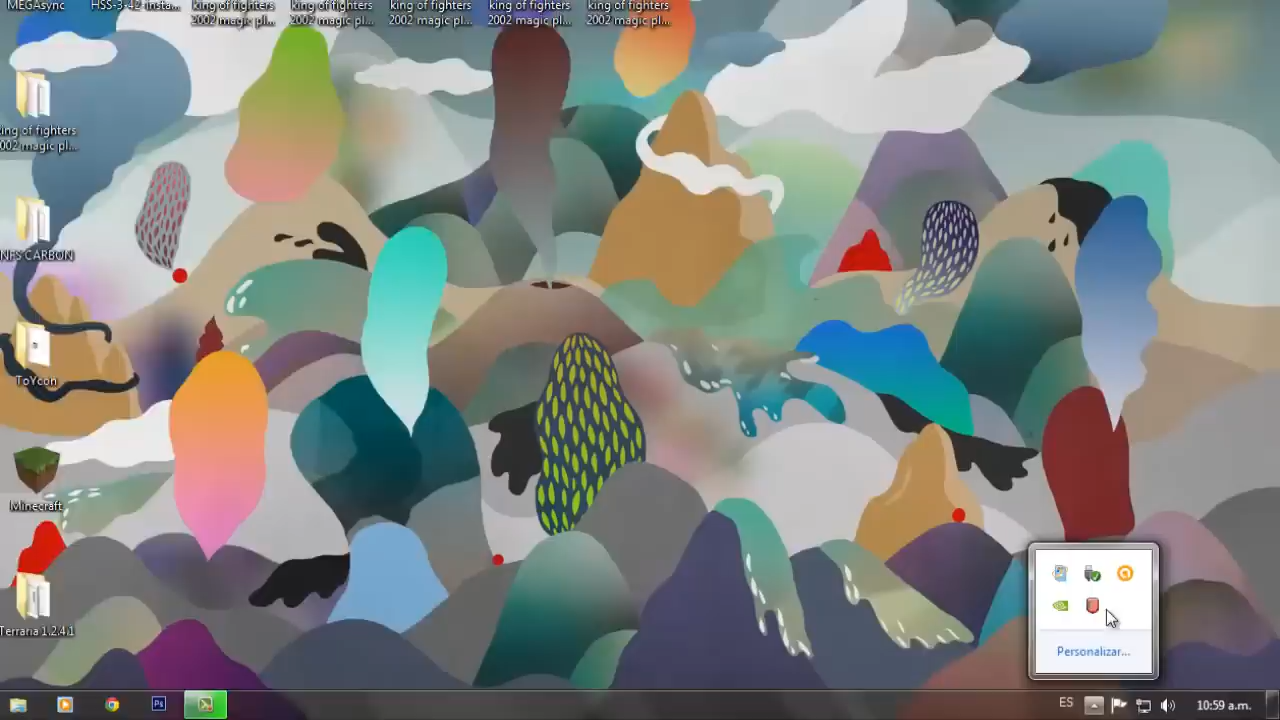 MEGAsync
HSS-3-42-insta...
king of fighters
2002 magic pl...
king of fighters
2002 magic pl...
king of fighters
2002 magic pl...
king of fighters
2002 magic pl...
king of fighters
2002 magic pl...
king of fighters
002 magic pl...
NFS CARBON
ToYcon
Minecraft
Terraria 1.2.4.1
Personalizar...
Ps
ES
10:59 a.m.